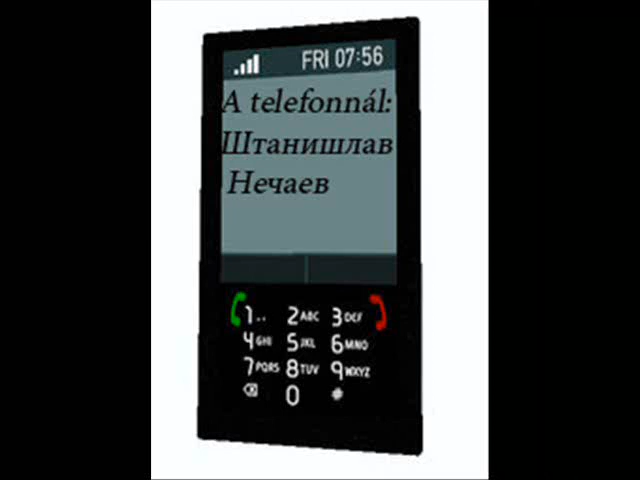 FRI 07:56
A telefonnál:
Штанишлав
Нечаев
1.. 2ABC 3DEF
4GHI 5JKL 6MNO
7PQRS 8TUV 9WXYZ
0 #